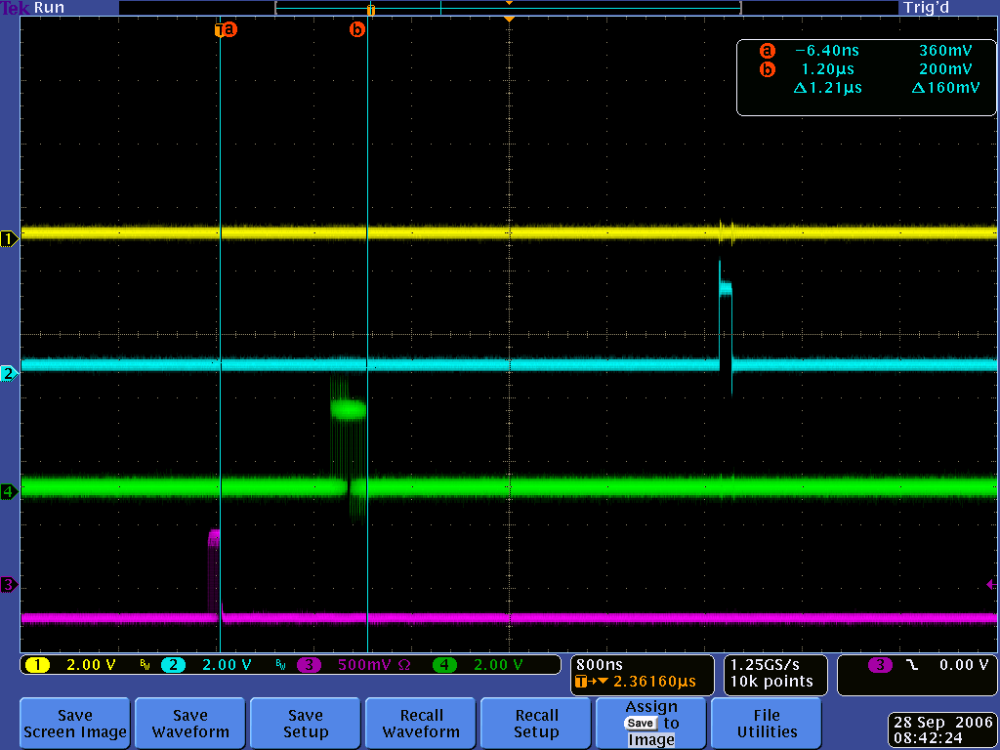 Tek Run Trig'd
T a b
a −6.40ns 360mV
b 1.20µs 200mV
Δ1.21µs Δ160mV
1
2
4
3
1 2.00 V BW 2 2.00 V BW 3 500mV Ω 4 2.00 V
800ns
T→▼ 2.36160µs
1.25GS/s
10k points
3 0.00 V
Save
Screen Image
Save
Waveform
Save
Setup
Recall
Waveform
Recall
Setup
Assign
Save to
Image
File
Utilities
28 Sep 2006
08:42:24